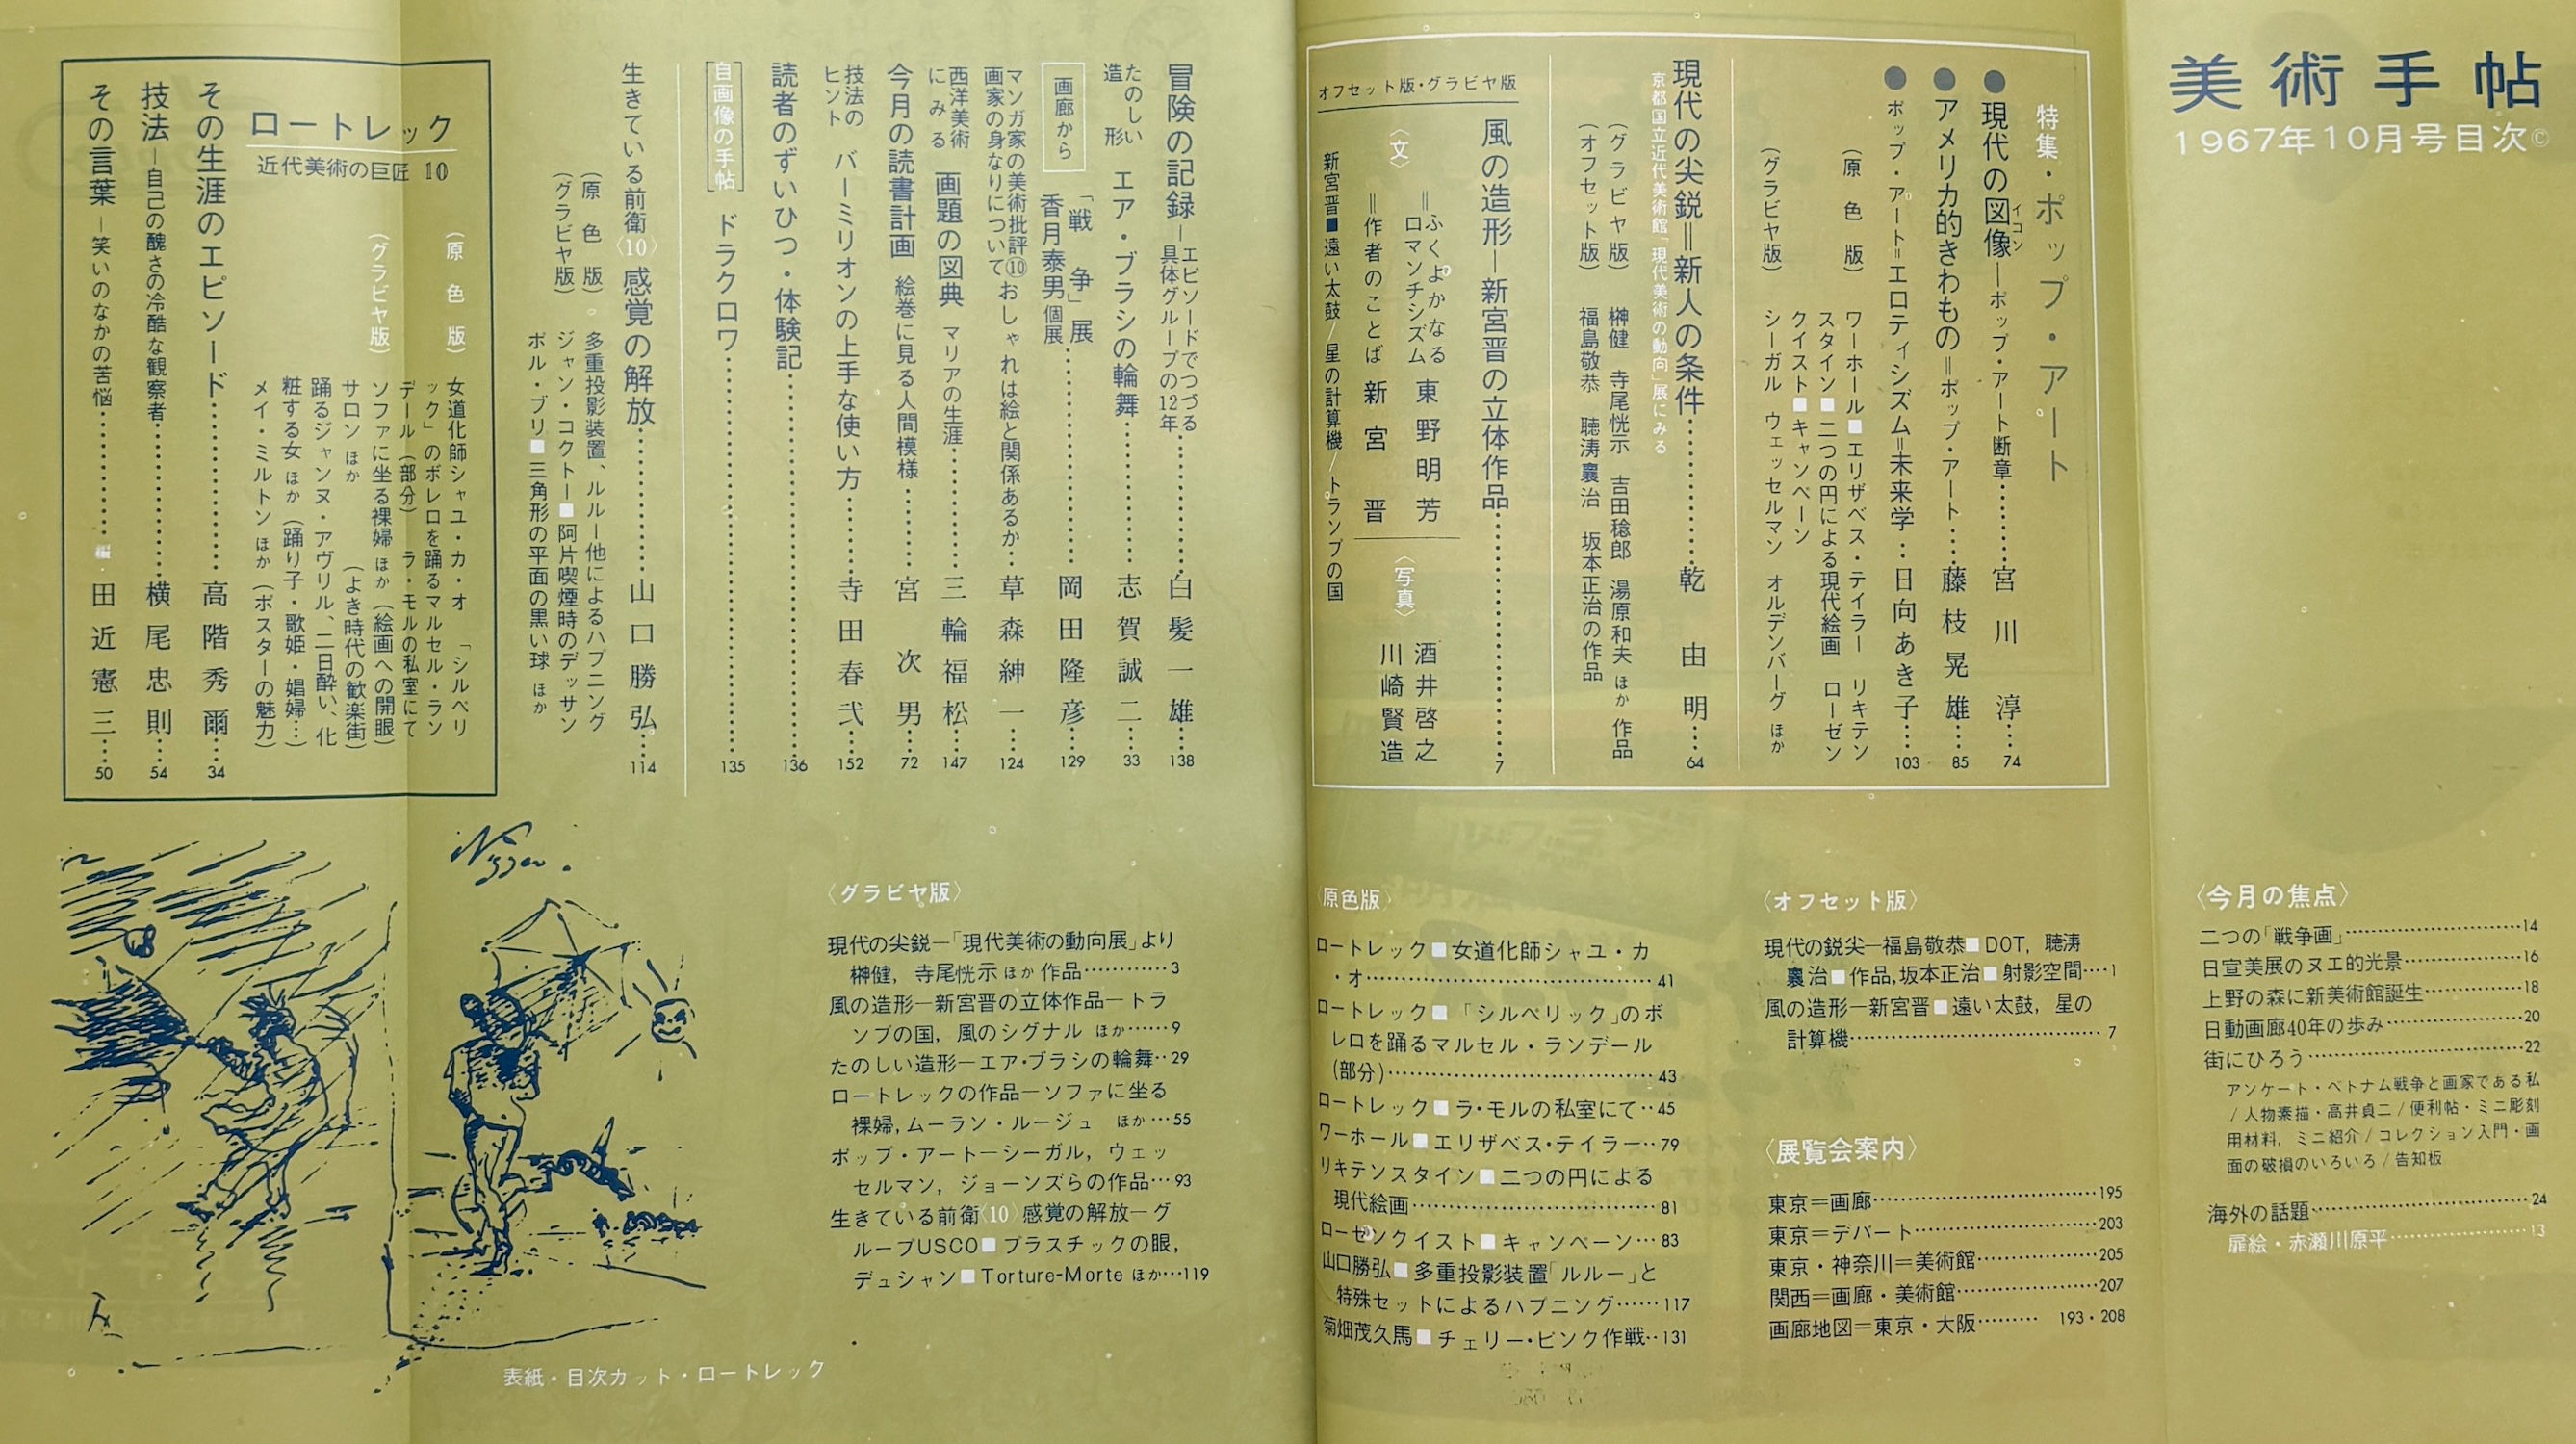 美術手帖
1967年10月号目次©
特集・ポップ・アート
●現代の図像—ポップ・アート断章………宮川　淳……74
イコン
●アメリカ的きわもの＝ポップ・アート……藤枝晃雄……85
●ポップ・アート＝エロティシズム＝未来学…日向あき子……103
（原色版）　ワーホール■エリザベス・テイラー　リキテン
スタイン■二つの円による現代絵画　ローゼン
クイスト■キャンペーン
（グラビヤ版）　シーガル　ウェッセルマン　オルデンバーグ　ほか
現代の尖鋭＝新人の条件………乾　由　明…64
京都国立近代美術館「現代美術の動向」展にみる
（グラビヤ版）　榊健　寺尾恍示　吉田稔郎　湯原和夫　ほか　作品
（オフセット版）　福島敬恭　聴濤襄治　坂本正治の作品
風の造形—新宮晋の立体作品………7
オフセット版・グラビヤ版
〈文〉
＝ふくよかなる
ロマンチシズム　東野明芳
＝作者のことば　新宮　晋
〈写真〉
酒井啓之
川崎賢造
新宮晋■遠い太鼓/星の計算機/トランプの国
冒険の記録—エピソードでつづる
具体グループの12年………白髪一雄…138
たのしい
造形　エア・ブラシの輪舞………志賀誠二…33
画廊から　「戦　争」展
香月泰男個展………岡田隆彦…129
マンガ家の美術批評⑩おしゃれは絵と関係あるか…草森紳一…124
画家の身なりについて
西洋美術
にみる　画題の図典　マリアの生涯………三輪福松…147
今月の読書計画　絵巻に見る人間模様………宮　次　男…72
技法の
ヒント　バーミリオンの上手な使い方………寺田春弌…152
読者のずいひつ・体験記………136
自画像の手帖　ドラクロワ………135
生きている前衛〈10〉感覚の解放………山口勝弘…114
（原色版）　多重投影装置、ルルー他によるハプニング
（グラビヤ版）　ジャン・コクトー■阿片喫煙時のデッサン
ポル・ブリ■三角形の平面の黒い球　ほか
ロートレック
近代美術の巨匠 10
（原色版）　女道化師シャユ・カ・オ　「シルペリ
ック」のボレロを踊るマルセル・ラン
デール（部分）　ラ・モルの私室にて
（グラビヤ版）　ソファに坐る裸婦　ほか（絵画への開眼）
サロン　ほか　（よき時代の歓楽街）
踊るジャンヌ・アヴリル、二日酔い、化
粧する女　ほか（踊り子・歌姫・娼婦…）
メイ・ミルトン　ほか（ポスターの魅力）
その生涯のエピソード………高階秀爾…34
技法—自己の醜さの冷酷な観察者………横尾忠則…54
その言葉—笑いのなかの苦悩………編・田近憲三…50
〈今月の焦点〉
二つの「戦争画」………14
日宣美展のヌエ的光景………16
上野の森に新美術館誕生………18
日動画廊40年の歩み………20
街にひろう………22
アンケート・ベトナム戦争と画家である私
/人物素描・高井貞二/便利帖・ミニ彫刻
用材料，ミニ紹介/コレクション入門・画
面の破損のいろいろ/告知板
海外の話題………24
扉絵・赤瀬川原平………13
〈オフセット版〉
現代の鋭尖—福島敬恭■DOT，聴濤
襄治■作品,坂本正治■射影空間……1
風の造形—新宮晋■遠い太鼓，星の
計算機………7
〈展覧会案内〉
東京＝画廊………195
東京＝デパート………203
東京・神奈川＝美術館………205
関西＝画廊・美術館………207
画廊地図＝東京・大阪………193・208
〈原色版〉
ロートレック■女道化師シャユ・カ
・オ………41
ロートレック■「シルペリック」のボ
レロを踊るマルセル・ランデール
（部分）………43
ロートレック■ラ・モルの私室にて…45
ワーホール■エリザベス・テイラー…79
リキテンスタイン■二つの円による
現代絵画………81
ローゼンクイスト■キャンペーン…83
山口勝弘■多重投影装置「ルルー」と
特殊セットによるハプニング……117
菊畑茂久馬■チェリー・ピンク作戦…131
〈グラビヤ版〉
現代の尖鋭—「現代美術の動向展」より
榊健，寺尾恍示ほか作品………3
風の造形—新宮晋の立体作品—トラ
ンプの国，風のシグナル　ほか……9
たのしい造形—エア・ブラシの輪舞…29
ロートレックの作品—ソファに坐る
裸婦,ムーラン・ルージュ　ほか…55
ポップ・アート—シーガル，ウェッ
セルマン，ジョーンズらの作品…93
生きている前衛〈10〉感覚の解放—グ
ループUSCO■プラスチックの眼，
デュシャン■Torture-Morte ほか…119
表紙・目次カット・ロートレック